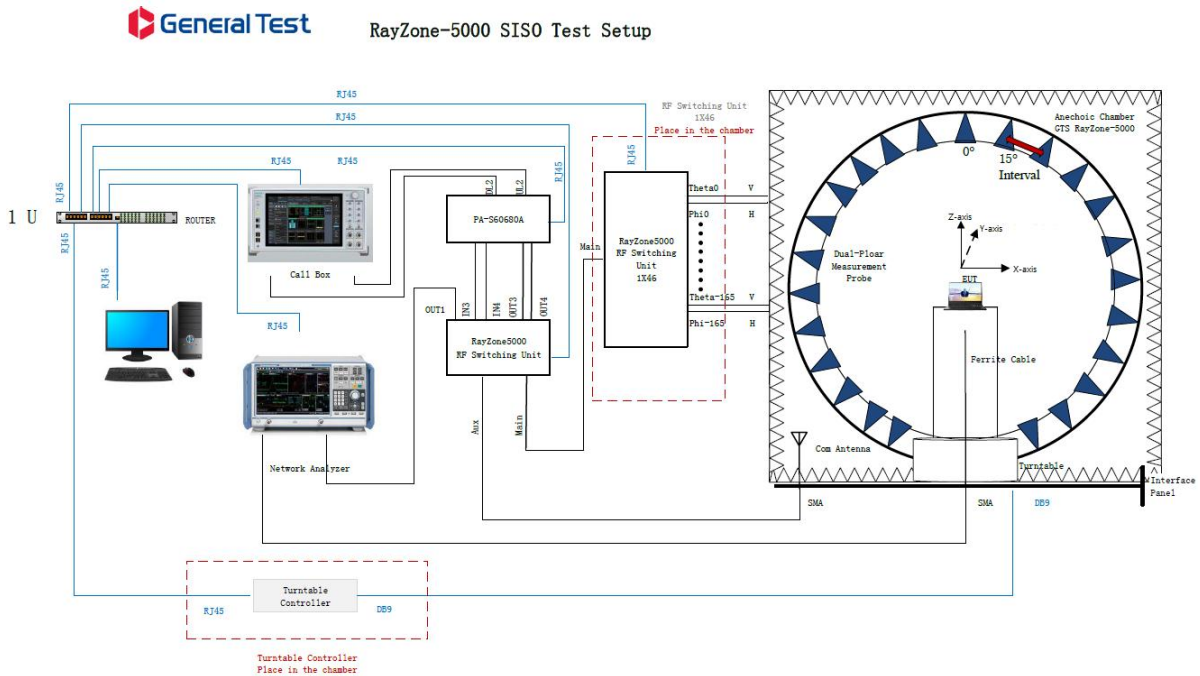 General Test
RayZone-5000 SISO Test Setup
RJ45
RF Switching Unit
1X46
Place in the chamber
RJ45
Anechoic Chamber
GTS RayZone-5000
RJ45
RJ45
RJ45
RJ45
0°
15°
Interval
RJ45
DL2
UL2
Theta0
V
1 U
ROUTER
PA-S60680A
Phi0
H
Z-axis
Y-axis
Main
RayZone5000
RF Switching
Unit
1X46
Dual-Ploar
Measurement
Probe
X-axis
RJ45
RJ45
Call Box
EUT
Theta-165
V
OUT1
IN3
IN4
OUT3
OUT4
Phi-165
H
RJ45
RayZone5000
RF Switching Unit
Ferrite Cable
Aux
Main
Com Antenna
Network Analyzer
Turntable
Interface
Panel
SMA
SMA
DB9
Turntable
Controller
RJ45
DB9
Turntable Controller
Place in the chamber